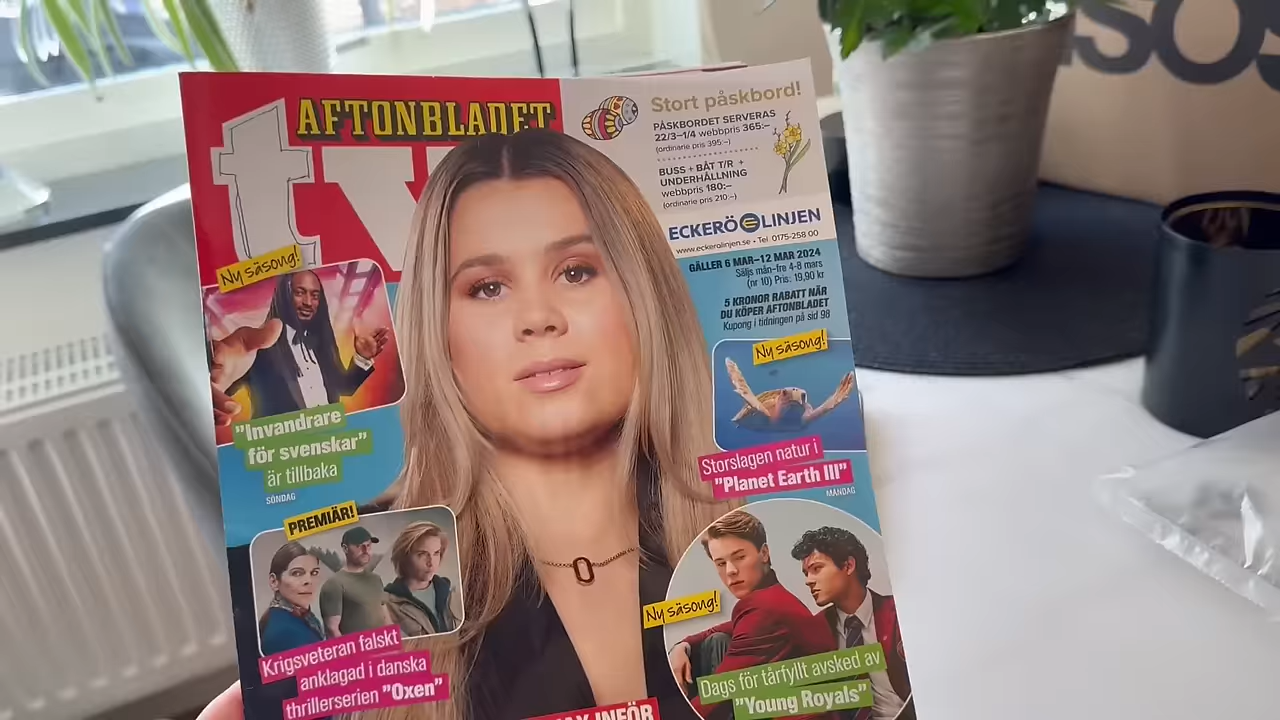 AFTONBLADET
tv
Stort påskbord!
PÅSKBORDET SERVERAS
22/3–1/4 webbpris 365:–
(ordinarie pris 395:–)
BUSS + BÅT T/R +
UNDERHÅLLNING
webbpris 180:–
(ordinarie pris 210:–)
ECKERÖ LINJEN
www.eckerolinjen.se • Tel. 0175-258 00
GÄLLER 6 MAR–12 MAR 2024
Säljs mån-fre 4-8 mars
(nr 10) Pris: 19,90 kr
5 KRONOR RABATT NÄR
DU KÖPER AFTONBLADET
Kupong i tidningen på sid 98
Ny säsong!
"Invandrare
för svenskar"
är tillbaka
SÖNDAG
Ny säsong!
Storslagen natur i
"Planet Earth III"
MÅNDAG
PREMIÄR!
Krigsveteran falskt
anklagad i danska
thrillerserien "Oxen"
Ny säsong!
Dags för tårfyllt avsked av
"Young Royals"
INFÖR